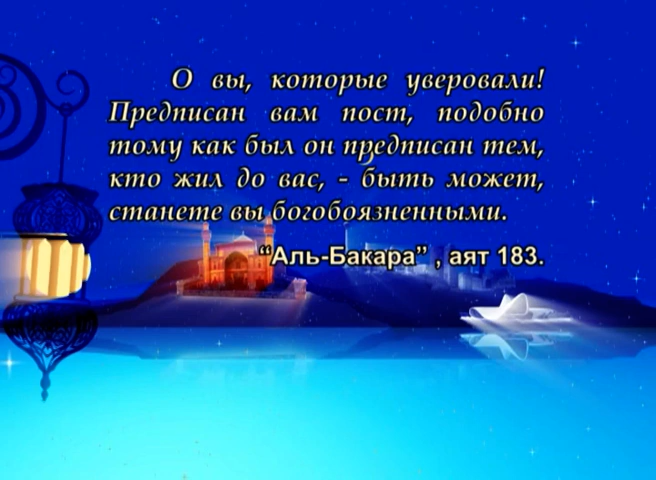 О вы, которые уверовали!
Предписан вам пост, подобно
тому как был он предписан тем,
кто жил до вас, - быть может,
станете вы богобоязненными.
“Аль-Бакара” , аят 183.